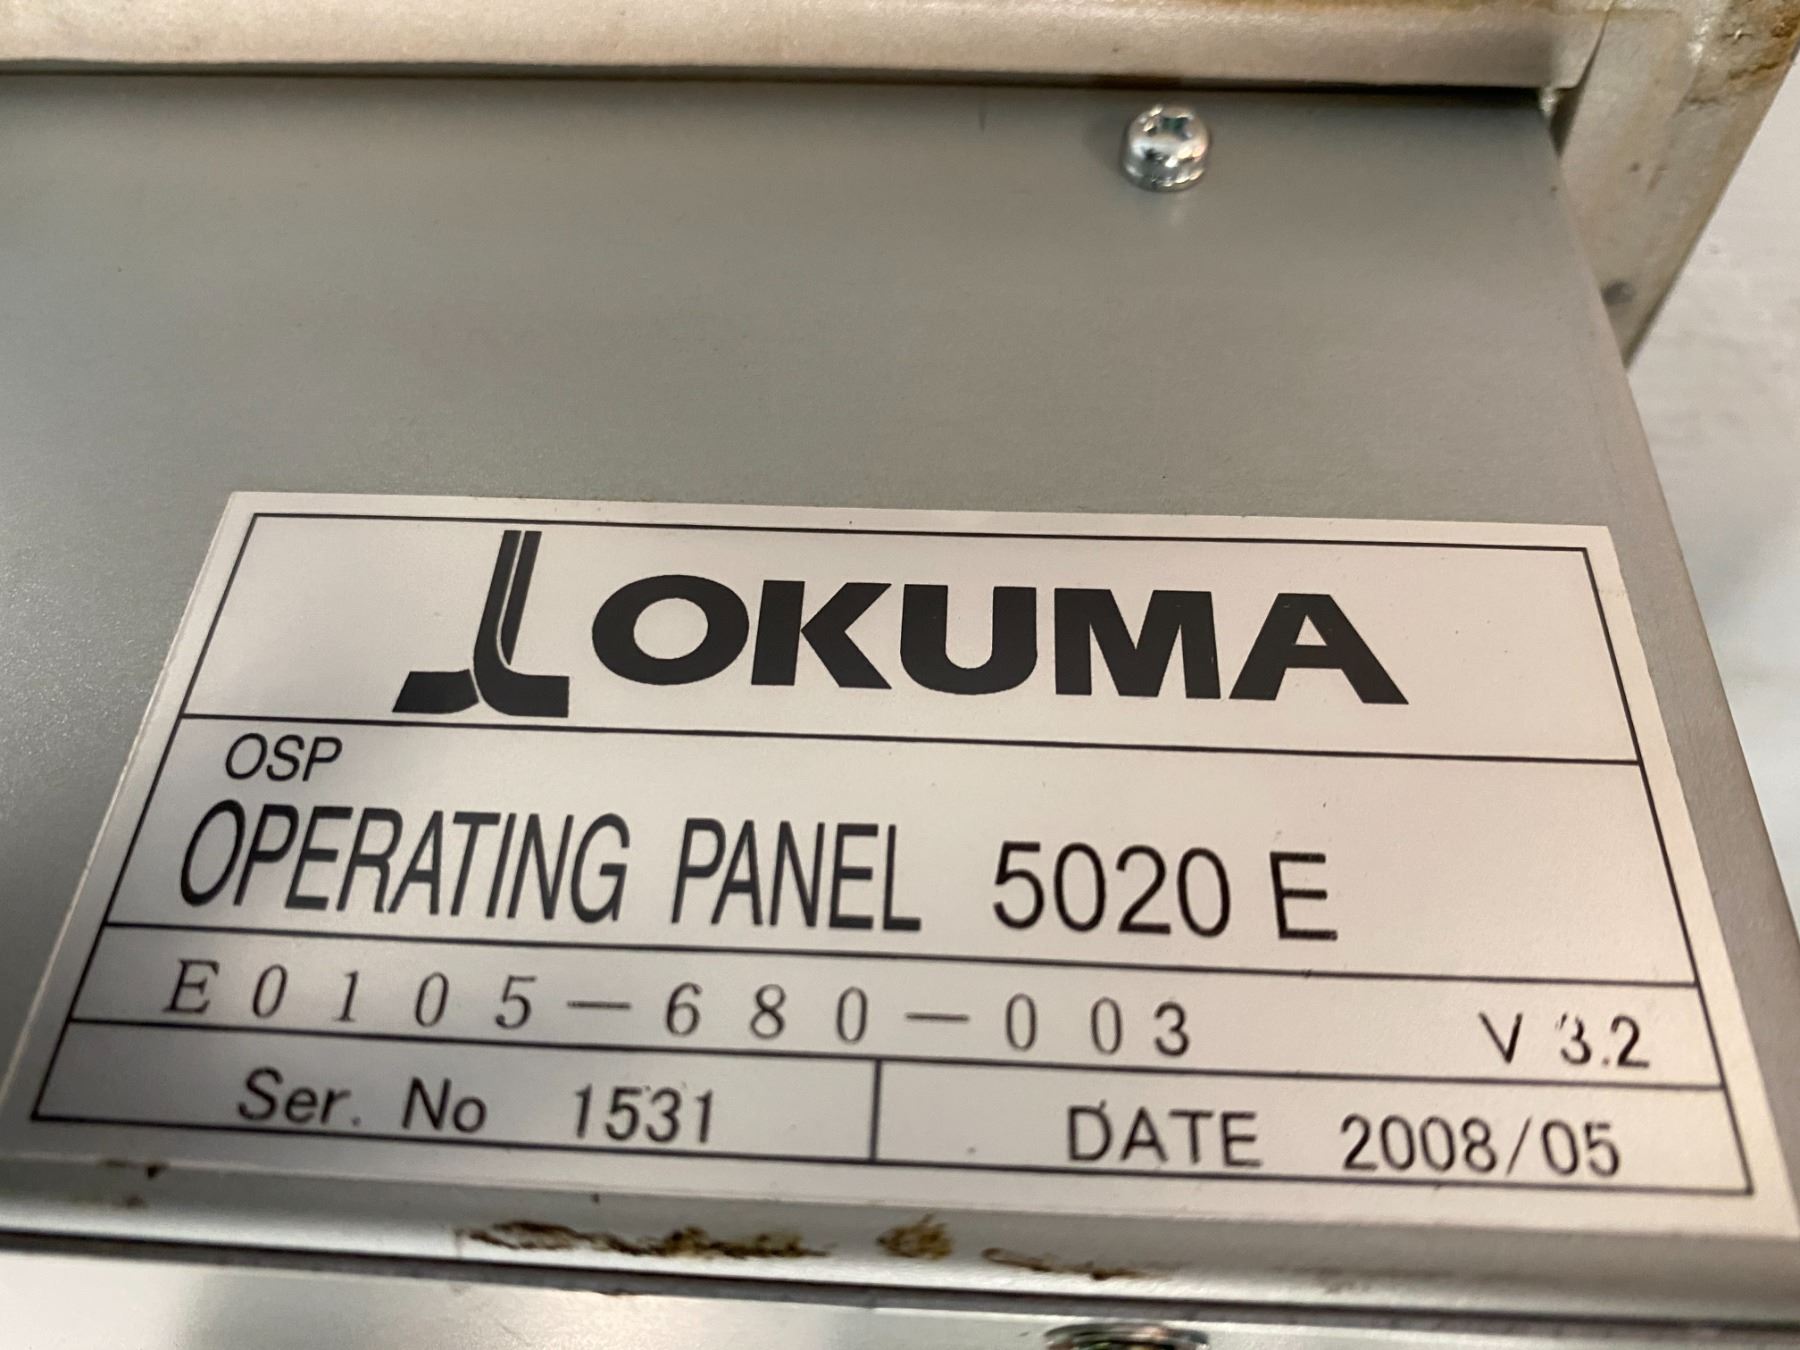 OKUMA
OSP
OPERATING PANEL 5020 E
E0105-680-003 V 3.2
Ser. No 1531 DATE 2008/05